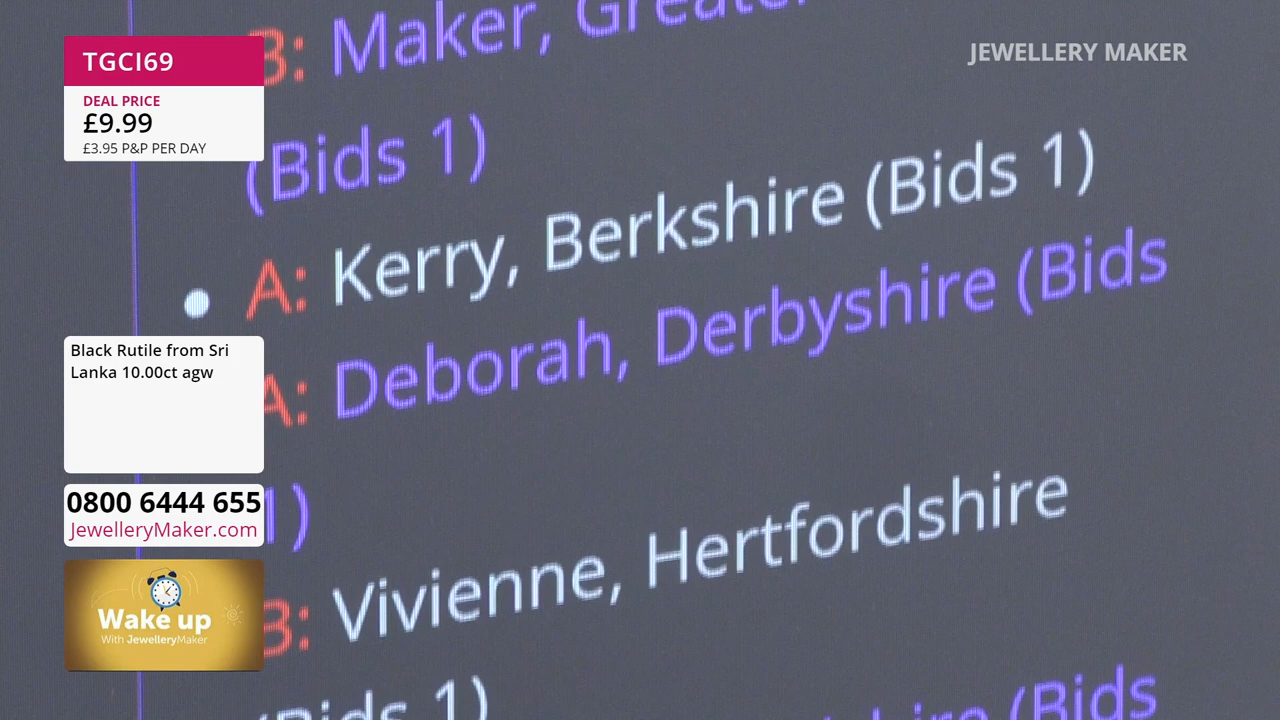 TGCI69
DEAL PRICE
£9.99
£3.95 P&P PER DAY
JEWELLERY MAKER
B: Maker, Greater
(Bids 1)
A: Kerry, Berkshire (Bids 1)
A: Deborah, Derbyshire (Bids
1)
B: Vivienne, Hertfordshire
(Bids 1)
(Bids
Black Rutile from Sri
Lanka 10.00ct agw
0800 6444 655
JewelleryMaker.com
Wake up
With JewelleryMaker